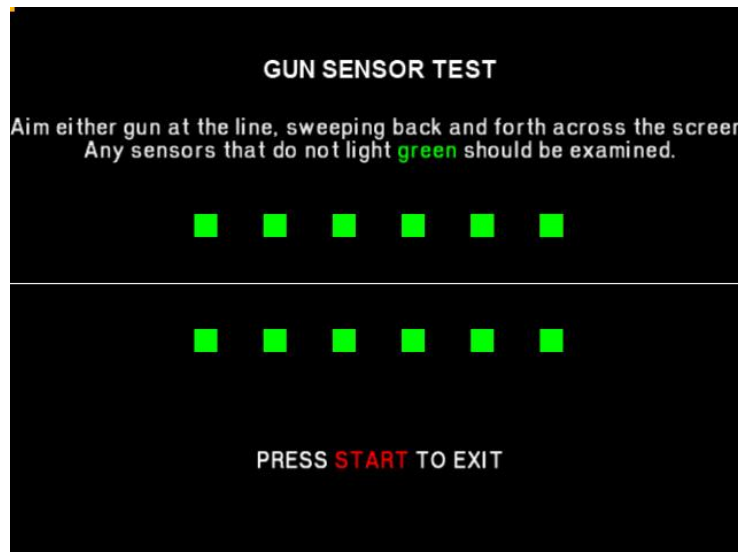 GUN SENSOR TEST
Aim either gun at the line, sweeping back and forth across the screen
Any sensors that do not light green should be examined.
PRESS START TO EXIT